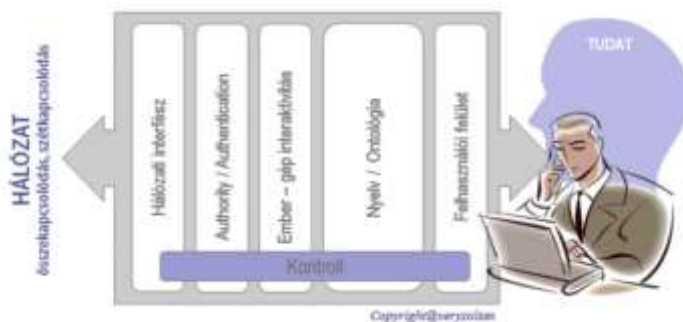 HÁLÓZAT
összekapcsolódás, szétkapcsolódás
Hálózati interfész
Authority / Authentication
Ember – gép interaktivitás
Nyelv / Ontológia
Felhasználói felület
TUDAT
Kontroll
Copyright@varyzoltan